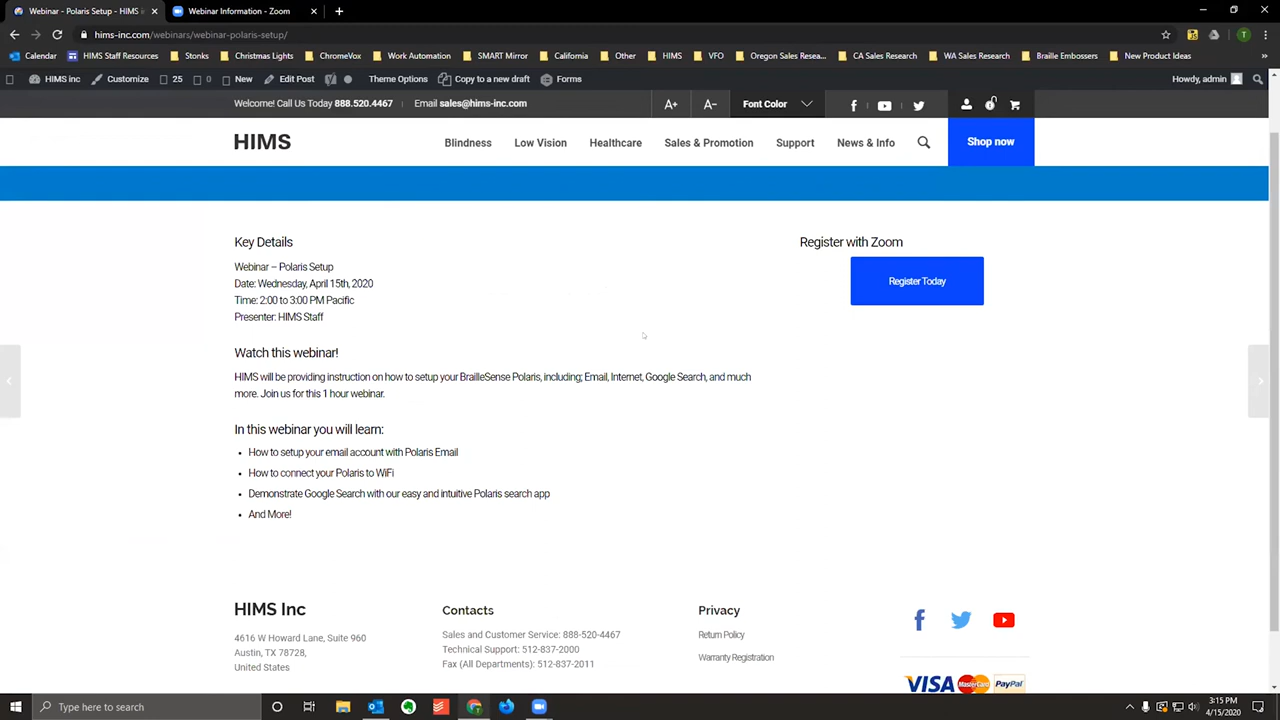 Webinar - Polaris Setup - HIMS i
Webinar Information - Zoom
hims-inc.com/webinars/webinar-polaris-setup/
Calendar
HIMS Staff Resources
Stonks
Christmas Lights
ChromeVox
Work Automation
SMART Mirror
California
Other
HIMS
VFO
Oregon Sales Resea...
CA Sales Research
WA Sales Research
Braille Embossers
New Product Ideas
HIMS Inc
Customize
25
New
Edit Post
Theme Options
Copy to a new draft
Forms
Howdy, admin
Welcome! Call Us Today 888.520.4467
Email sales@hims-inc.com
A+
A-
Font Color
HIMS
Blindness
Low Vision
Healthcare
Sales & Promotion
Support
News & Info
Shop now
Key Details
Webinar – Polaris Setup
Date: Wednesday, April 15th, 2020
Time: 2:00 to 3:00 PM Pacific
Presenter: HIMS Staff
Register with Zoom
Register Today
Watch this webinar!
HIMS will be providing instruction on how to setup your BrailleSense Polaris, including; Email, Internet, Google Search, and much
more. Join us for this 1 hour webinar.
In this webinar you will learn:
• How to setup your email account with Polaris Email
• How to connect your Polaris to WiFi
• Demonstrate Google Search with our easy and intuitive Polaris search app
• And More!
HIMS Inc
4616 W Howard Lane, Suite 960
Austin, TX 78728,
United States
Contacts
Sales and Customer Service: 888-520-4467
Technical Support: 512-837-2000
Fax (All Departments): 512-837-2011
Privacy
Return Policy
Warranty Registration
VISA
MasterCard
PayPal
Type here to search
3:15 PM
4/15/2020